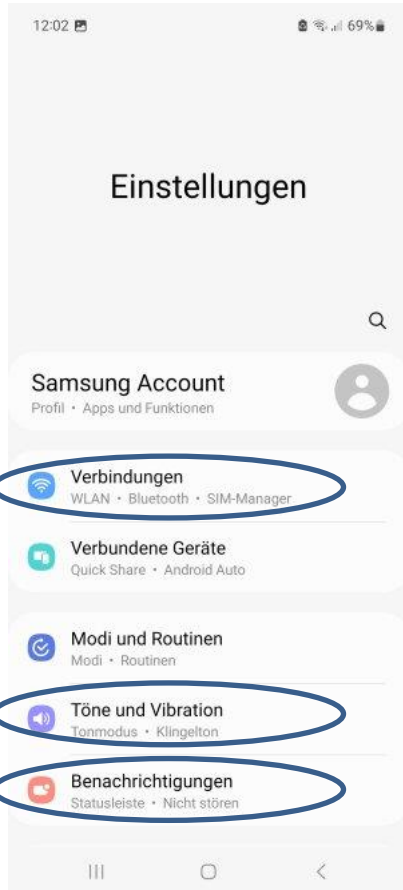 12:02 69%
Einstellungen
Samsung Account
Profil • Apps und Funktionen
Verbindungen
WLAN • Bluetooth • SIM-Manager
Verbundene Geräte
Quick Share • Android Auto
Modi und Routinen
Modi • Routinen
Töne und Vibration
Tonmodus • Klingelton
Benachrichtigungen
Statusleiste • Nicht stören